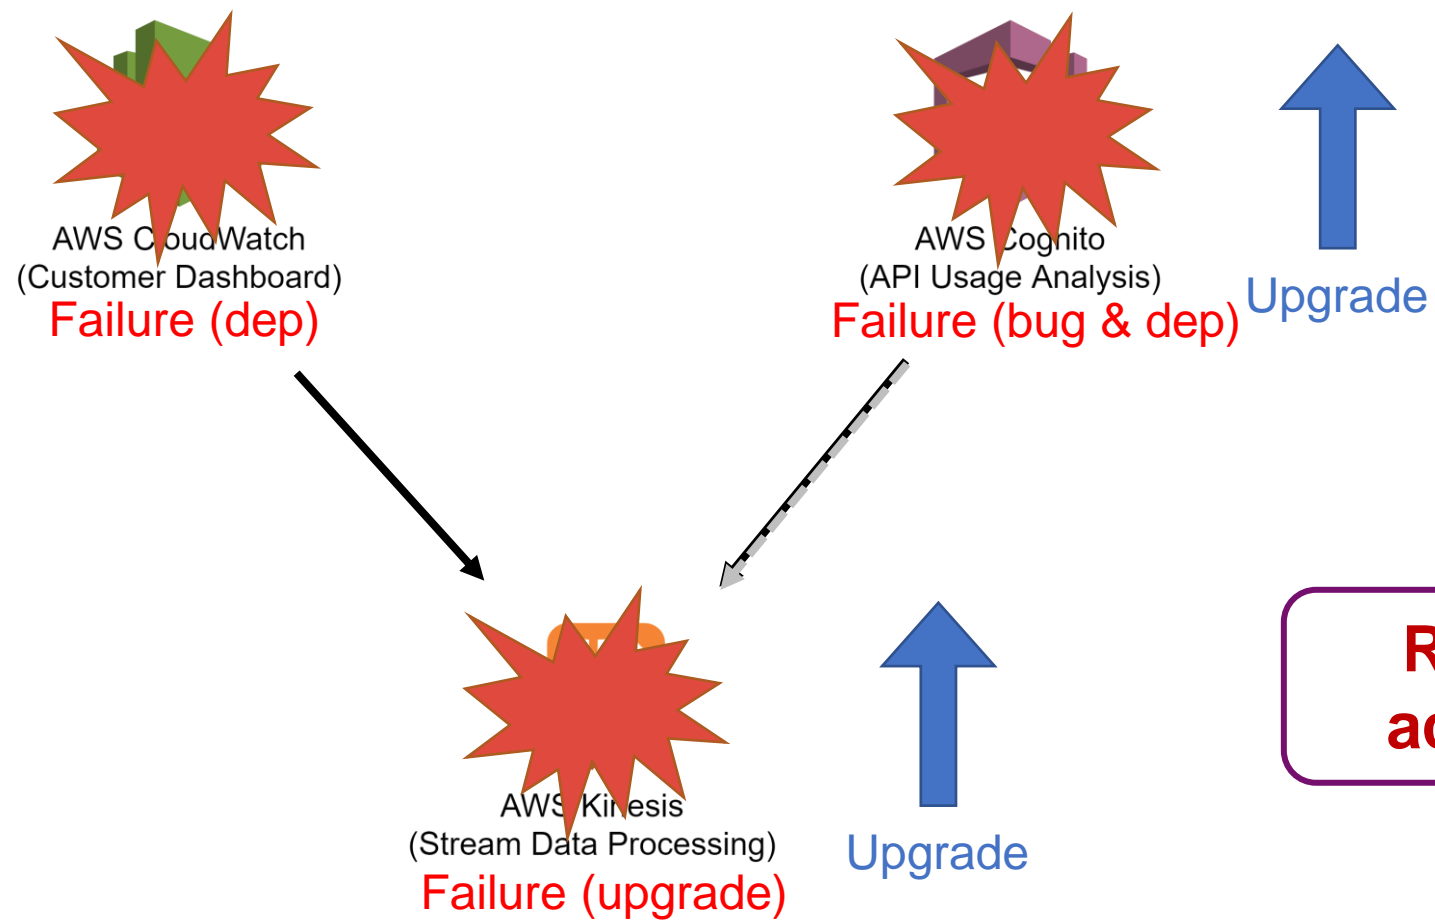 AWS CloudWatch
(Customer Dashboard)
Failure (dep)
AWS Cognito
(API Usage Analysis)
Failure (bug & dep)
Upgrade
AWS Kinesis
(Stream Data Processing)
Failure (upgrade)
Upgrade